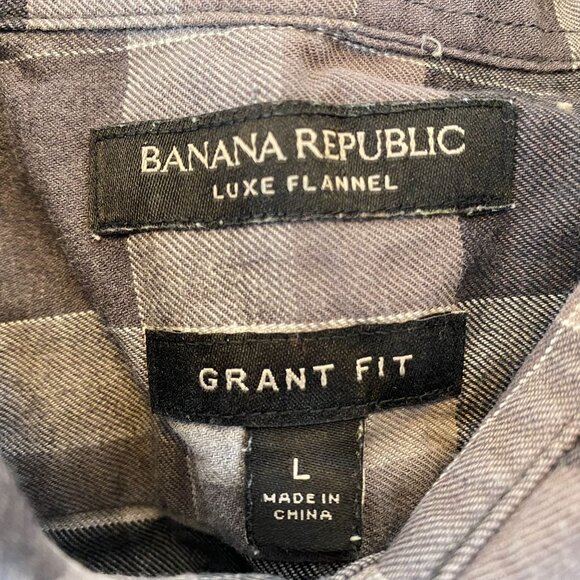 BANANA REPUBLIC
LUXE FLANNEL
GRANT FIT
L
MADE IN
CHINA